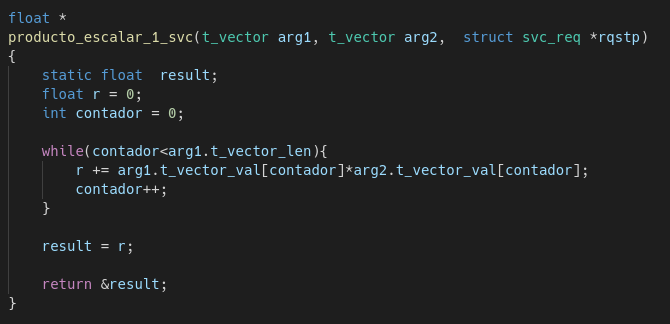 float *
producto_escalar_1_svc(t_vector arg1, t_vector arg2,  struct svc_req *rqstp)
{
    static float  result;
    float r = 0;
    int contador = 0;

    while(contador<arg1.t_vector_len){
        r += arg1.t_vector_val[contador]*arg2.t_vector_val[contador];
        contador++;
    }

    result = r;

    return &result;
}